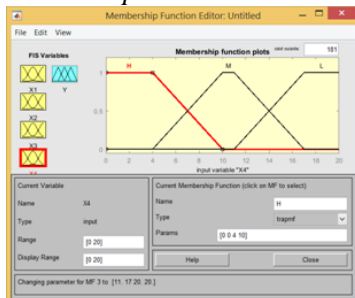 Membership Function Editor: Untitled
File Edit View
FIS Variables
Membership function plots plot points: 181
X1 Y
X2
X3
X4
H M L
1
0.5
0
0 2 4 6 8 10 12 14 16 18 20
input variable "X4"
Current Variable
Name X4
Type input
Range [0 20]
Display Range [0 20]
Current Membership Function (click on MF to select)
Name H
Type trapmf
Params [0 0 4 10]
Help Close
Changing parameter for MF 3 to [11. 17 20. 20.]